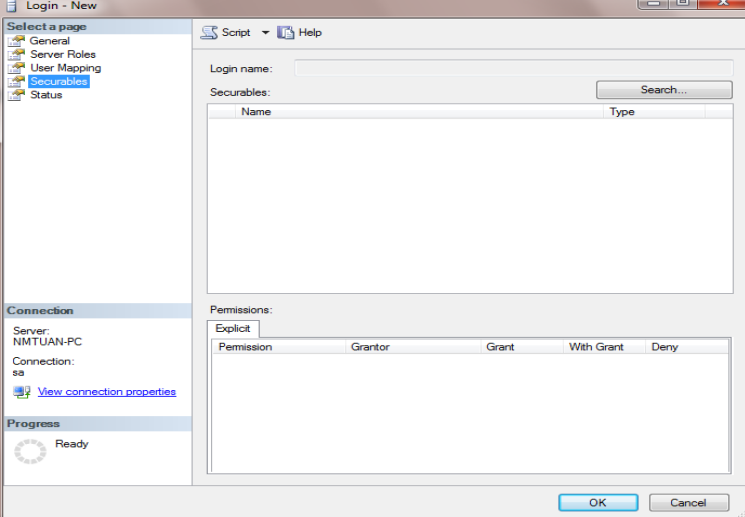 Login - New
Select a page
General
Server Roles
User Mapping
Securables
Status
Script Help
Login name:
Securables:
Search...
Name Type
Connection
Server:
NMTUAN-PC
Connection:
sa
View connection properties
Progress
Ready
Permissions:
Explicit
Permission Grantor Grant With Grant Deny
OK Cancel